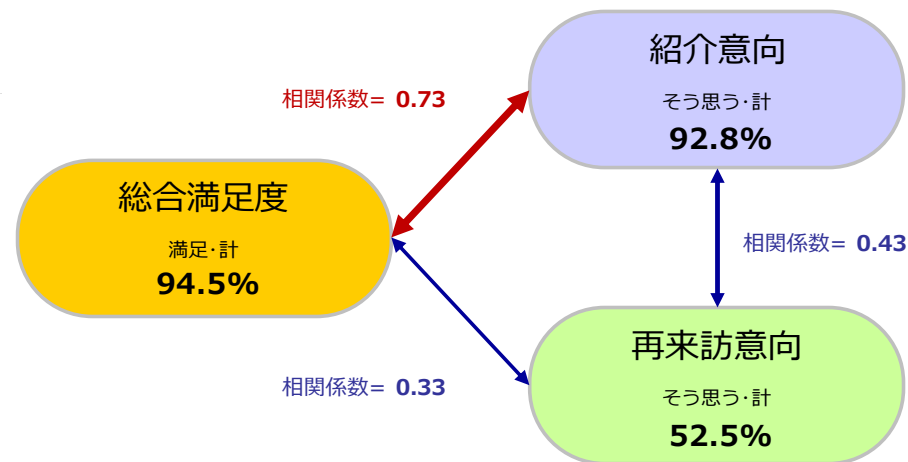 紹介意向
そう思う･計
92.8%
相関係数= 0.73
総合満足度
満足･計
94.5%
相関係数= 0.43
再来訪意向
そう思う･計
52.5%
相関係数= 0.33